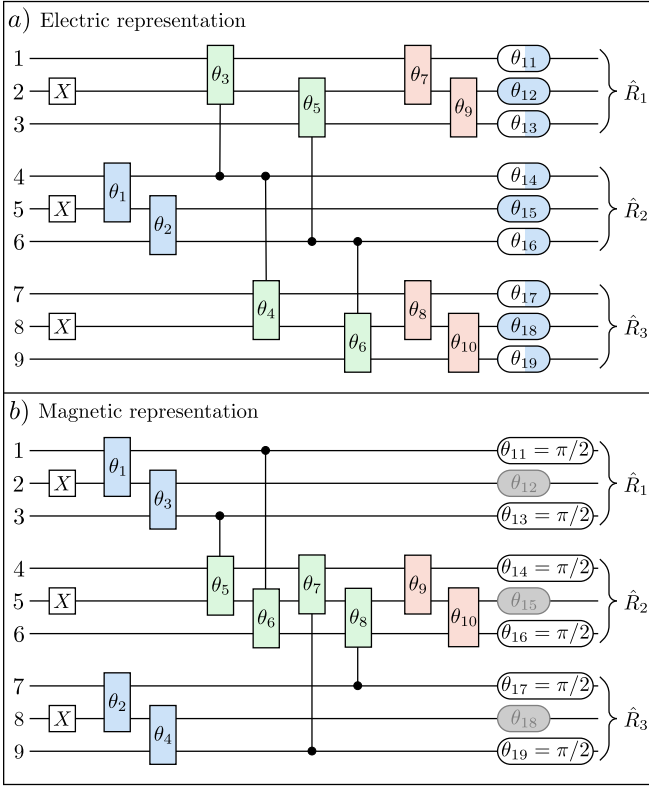 a) Electric representation
1 θ3 θ7 θ11
2 X θ5 θ9 θ12 R̂1
3 θ13
4 θ1 θ14
5 X θ2 θ15 R̂2
6 θ16
7 θ4 θ8 θ17
8 X θ6 θ10 θ18 R̂3
9 θ19
b) Magnetic representation
1 θ1 θ11 = π/2
2 X θ3 θ12 R̂1
3 θ13 = π/2
4 θ5 θ7 θ9 θ14 = π/2
5 X θ6 θ8 θ10 θ15 R̂2
6 θ16 = π/2
7 θ2 θ17 = π/2
8 X θ4 θ18 R̂3
9 θ19 = π/2